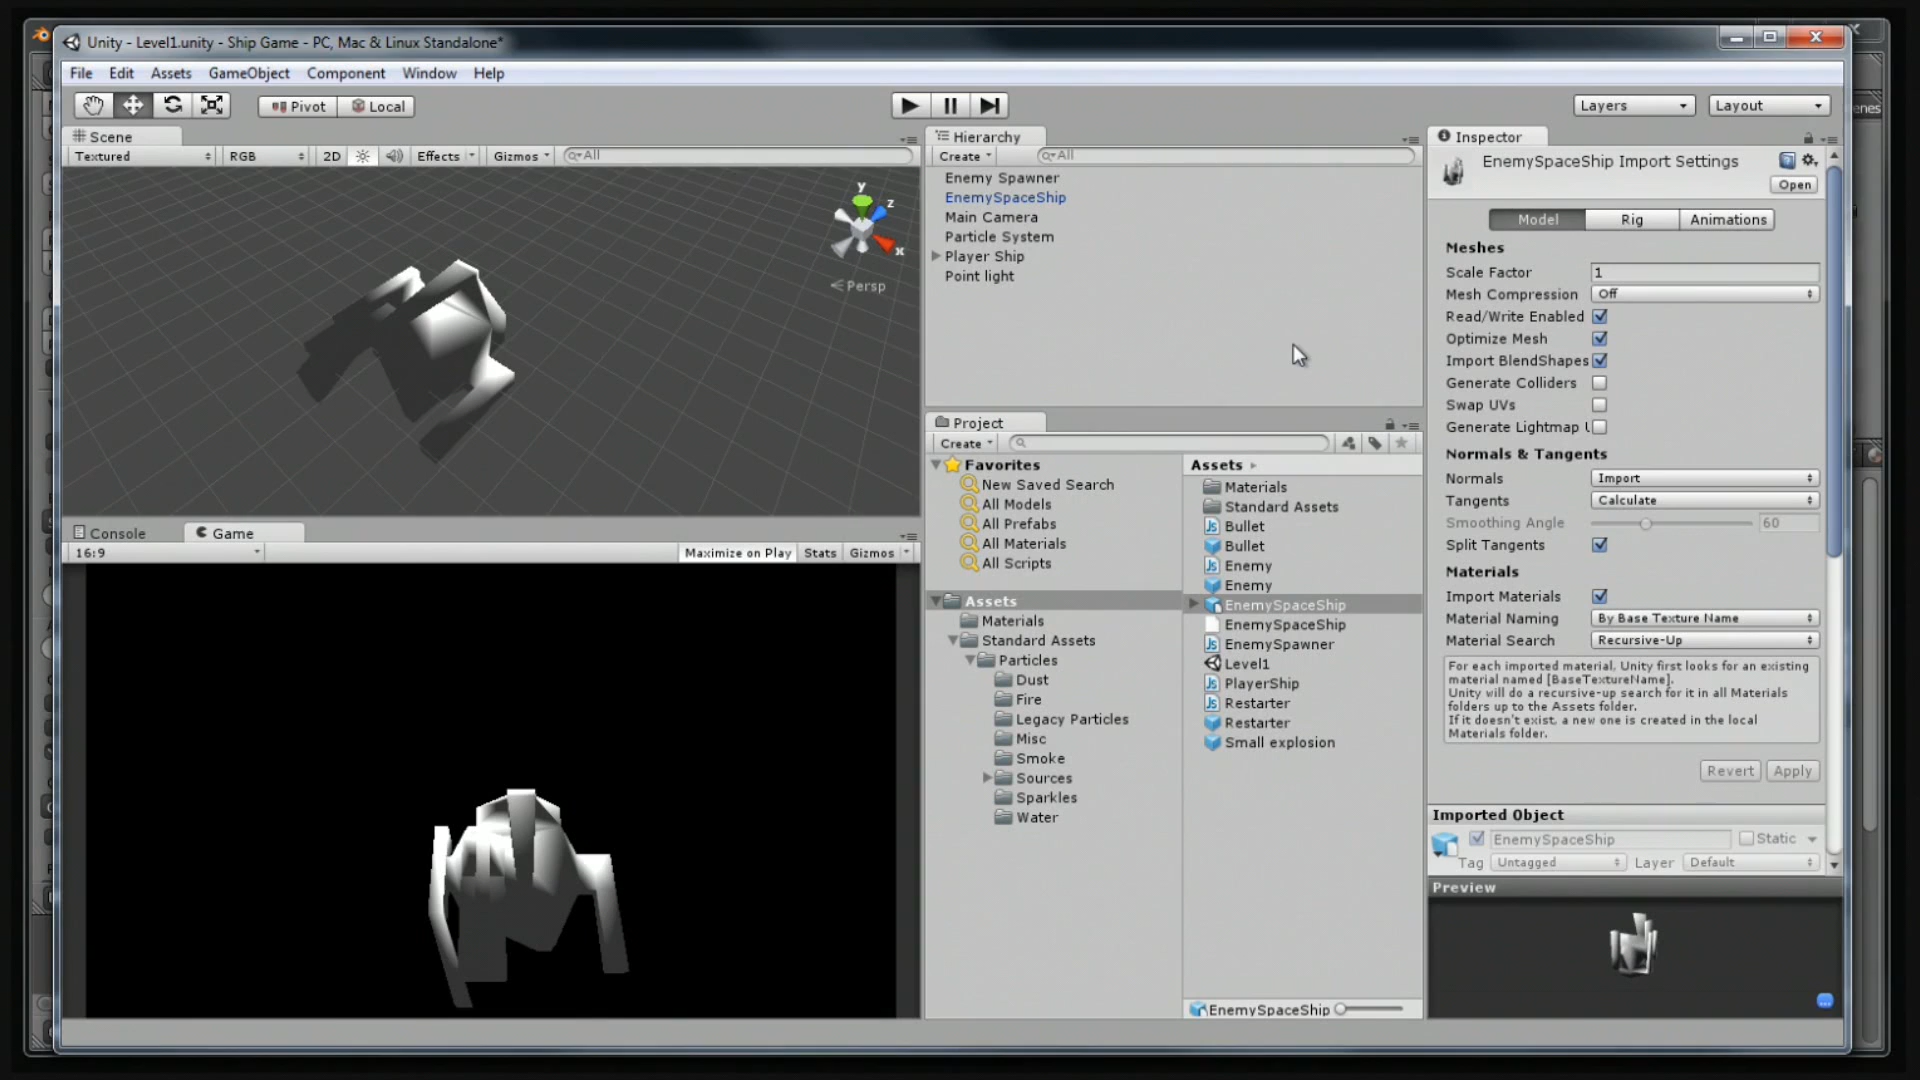 Unity - Level1.unity - Ship Game - PC, Mac & Linux Standalone*
File Edit Assets GameObject Component Window Help
Pivot Local Layers Layout
Scene
Textured RGB 2D Effects Gizmos All
y
z
x
Persp
Console Game
16:9 Maximize on Play Stats Gizmos
Hierarchy
Create All
Enemy Spawner
EnemySpaceShip
Main Camera
Particle System
Player Ship
Point light
Project
Create
Favorites
New Saved Search
All Models
All Prefabs
All Materials
All Scripts
Assets
Materials
Standard Assets
Particles
Dust
Fire
Legacy Particles
Misc
Smoke
Sources
Sparkles
Water
Assets
Materials
Standard Assets
Bullet
Bullet
Enemy
Enemy
EnemySpaceShip
EnemySpaceShip
EnemySpawner
Level1
PlayerShip
Restarter
Restarter
Small explosion
EnemySpaceShip
Inspector
EnemySpaceShip Import Settings
Open
Model Rig Animations
Meshes
Scale Factor 1
Mesh Compression Off
Read/Write Enabled
Optimize Mesh
Import BlendShapes
Generate Colliders
Swap UVs
Generate Lightmap U
Normals & Tangents
Normals Import
Tangents Calculate
Smoothing Angle 60
Split Tangents
Materials
Import Materials
Material Naming By Base Texture Name
Material Search Recursive-Up
For each imported material, Unity first looks for an existing
material named [BaseTextureName].
Unity will do a recursive-up search for it in all Materials
folders up to the Assets folder.
If it doesn't exist, a new one is created in the local
Materials folder.
Revert Apply
Imported Object
EnemySpaceShip Static
Tag Untagged Layer Default
Preview